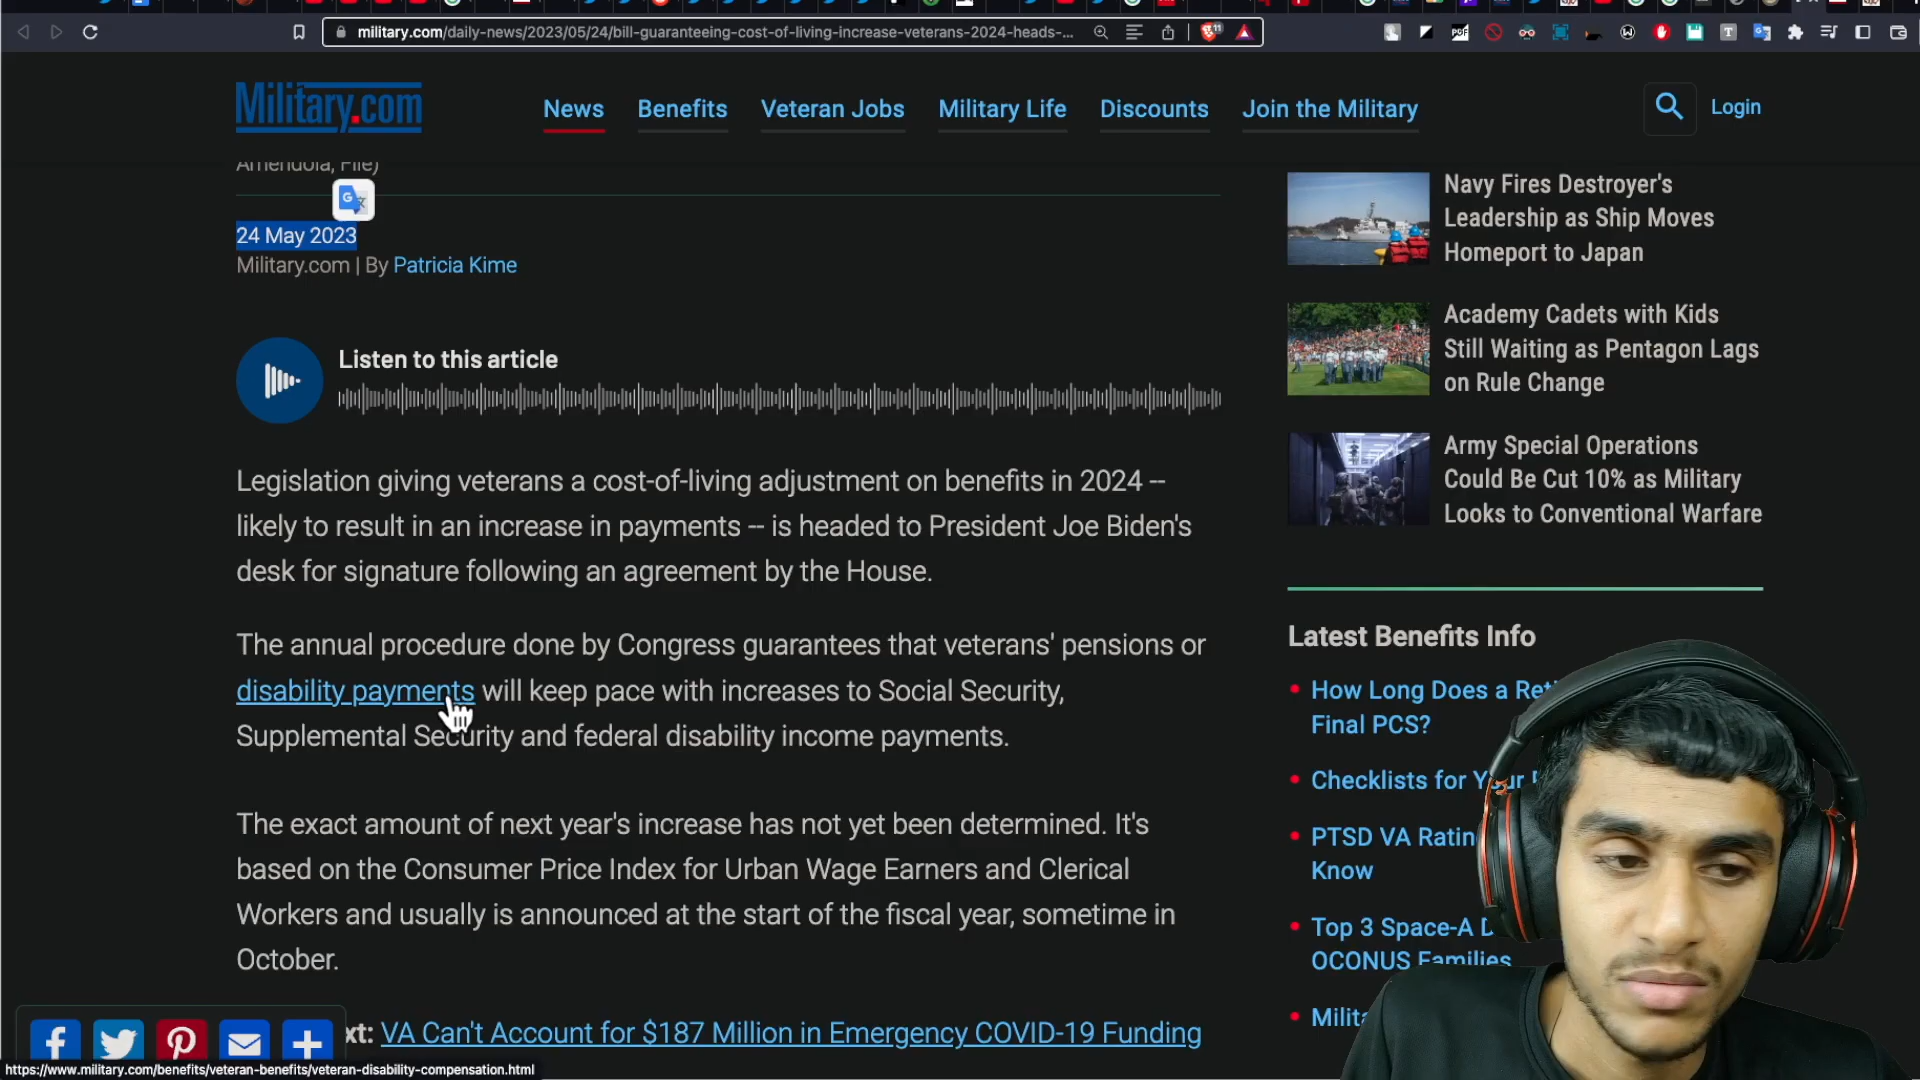 military.com/daily-news/2023/05/24/bill-guaranteeing-cost-of-living-increase-veterans-2024-heads-...
Military.com
News
Benefits
Veteran Jobs
Military Life
Discounts
Join the Military
Login
Amendola, File)
24 May 2023
Military.com | By Patricia Kime
Listen to this article
Legislation giving veterans a cost-of-living adjustment on benefits in 2024 --
likely to result in an increase in payments -- is headed to President Joe Biden's
desk for signature following an agreement by the House.
The annual procedure done by Congress guarantees that veterans' pensions or
disability payments will keep pace with increases to Social Security,
Supplemental Security and federal disability income payments.
The exact amount of next year's increase has not yet been determined. It's
based on the Consumer Price Index for Urban Wage Earners and Clerical
Workers and usually is announced at the start of the fiscal year, sometime in
October.
xt: VA Can't Account for $187 Million in Emergency COVID-19 Funding
https://www.military.com/benefits/veteran-benefits/veteran-disability-compensation.html
Navy Fires Destroyer's
Leadership as Ship Moves
Homeport to Japan
Academy Cadets with Kids
Still Waiting as Pentagon Lags
on Rule Change
Army Special Operations
Could Be Cut 10% as Military
Looks to Conventional Warfare
Latest Benefits Info
How Long Does a Ret
Final PCS?
Checklists for Your
PTSD VA Ratin
Know
Top 3 Space-A
OCONUS Families
Milit